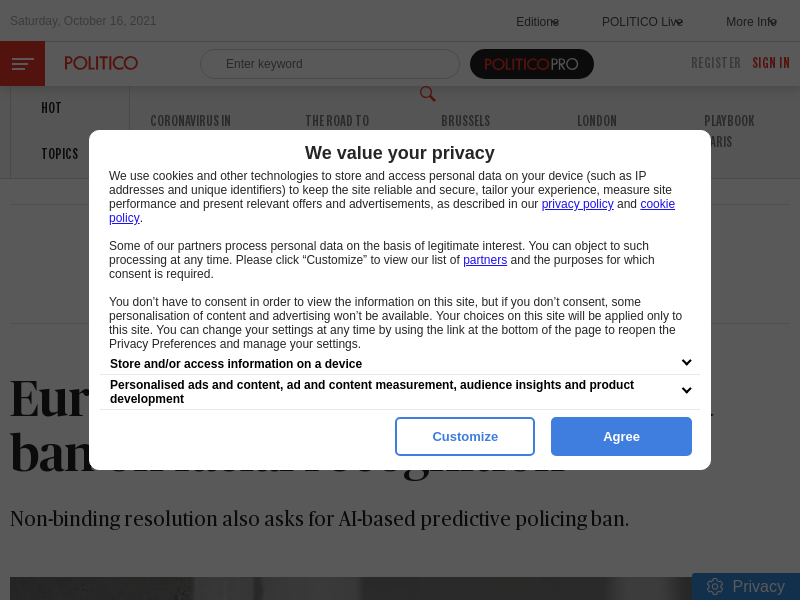 Saturday, October 16, 2021
Editions
POLITICO Live
More Info
POLITICO
Enter keyword
POLITICO PRO
REGISTER
SIGN IN
HOT
TOPICS
CORONAVIRUS IN
THE ROAD TO
BRUSSELS
LONDON
PLAYBOOK
We value your privacy
We use cookies and other technologies to store and access personal data on your device (such as IP
addresses and unique identifiers) to keep the site reliable and secure, tailor your experience, measure site
performance and present relevant offers and advertisements, as described in our privacy policy and cookie
policy.
Some of our partners process personal data on the basis of legitimate interest. You can object to such
processing at any time. Please click “Customize” to view our list of partners and the purposes for which
consent is required.
You don’t have to consent in order to view the information on this site, but if you don’t consent, some
personalisation of content and advertising won’t be available. Your choices on this site will be applied only to
this site. You can change your settings at any time by using the link at the bottom of the page to reopen the
Privacy Preferences and manage your settings.
Store and/or access information on a device
Personalised ads and content, ad and content measurement, audience insights and product
development
Customize
Agree
Non-binding resolution also asks for AI-based predictive policing ban.
Privacy